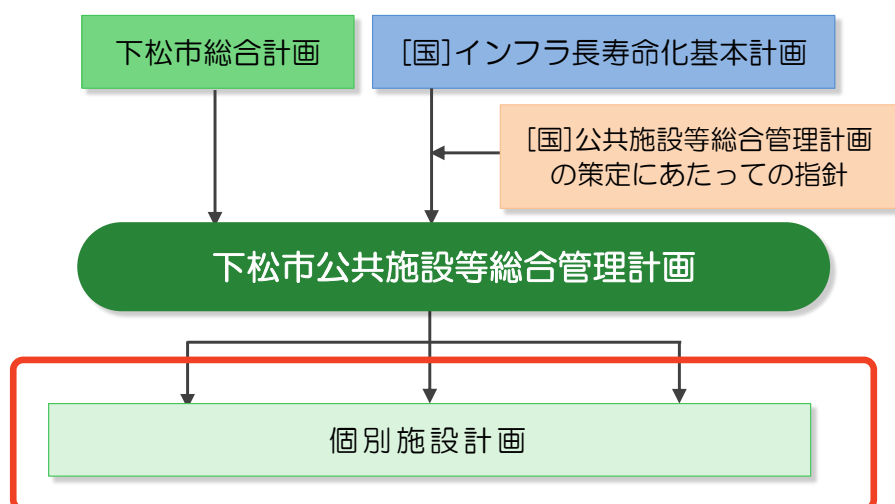 下松市総合計画
[国]インフラ長寿命化基本計画
[国]公共施設等総合管理計画
の策定にあたっての指針
下松市公共施設等総合管理計画
個別施設計画